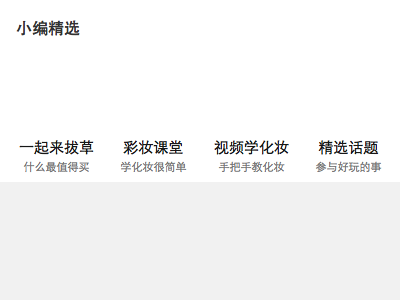 小编精选
一起来拔草 彩妆课堂 视频学化妆 精选话题
什么最值得买 学化妆很简单 手把手教化妆 参与好玩的事